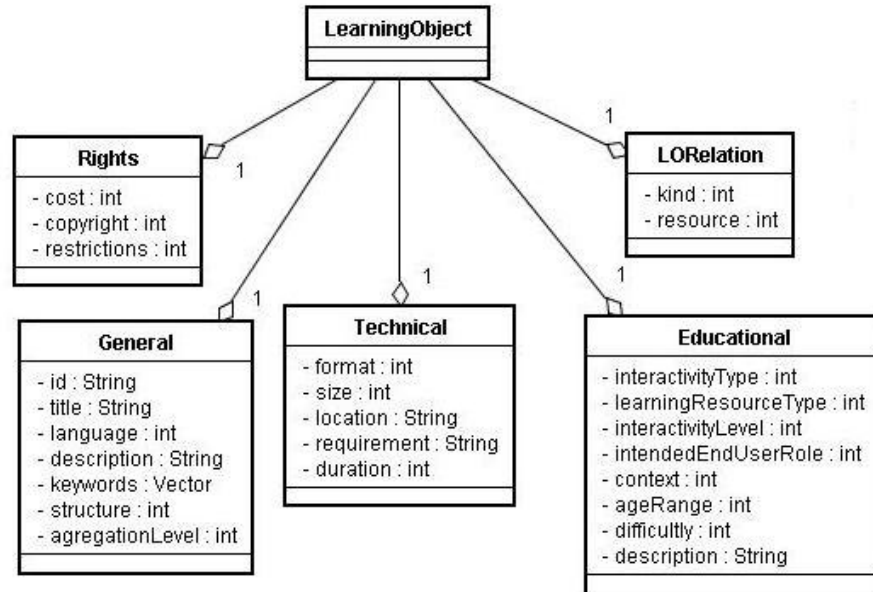 LearningObject
1
Rights
- cost : int
- copyright : int
- restrictions : int
1
LORelation
- kind : int
- resource : int
1
General
- id : String
- title : String
- language : int
- description : String
- keywords : Vector
- structure : int
- agregationLevel : int
1
Technical
- format : int
- size : int
- location : String
- requirement : String
- duration : int
1
Educational
- interactivityType : int
- learningResourceType : int
- interactivityLevel : int
- intendedEndUserRole : int
- context : int
- ageRange : int
- difficultly : int
- description : String